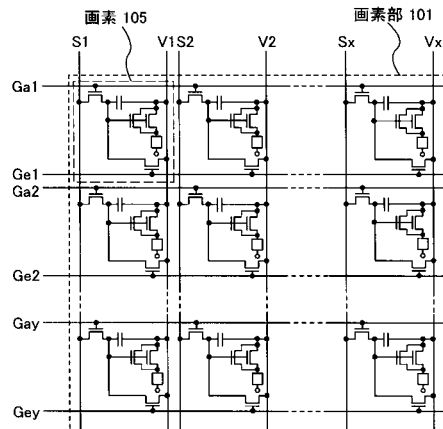 画素 105
画素部 101
S1 V1 S2 V2 Sx Vx
Ga1
Ge1
Ga2
Ge2
Gay
Gey